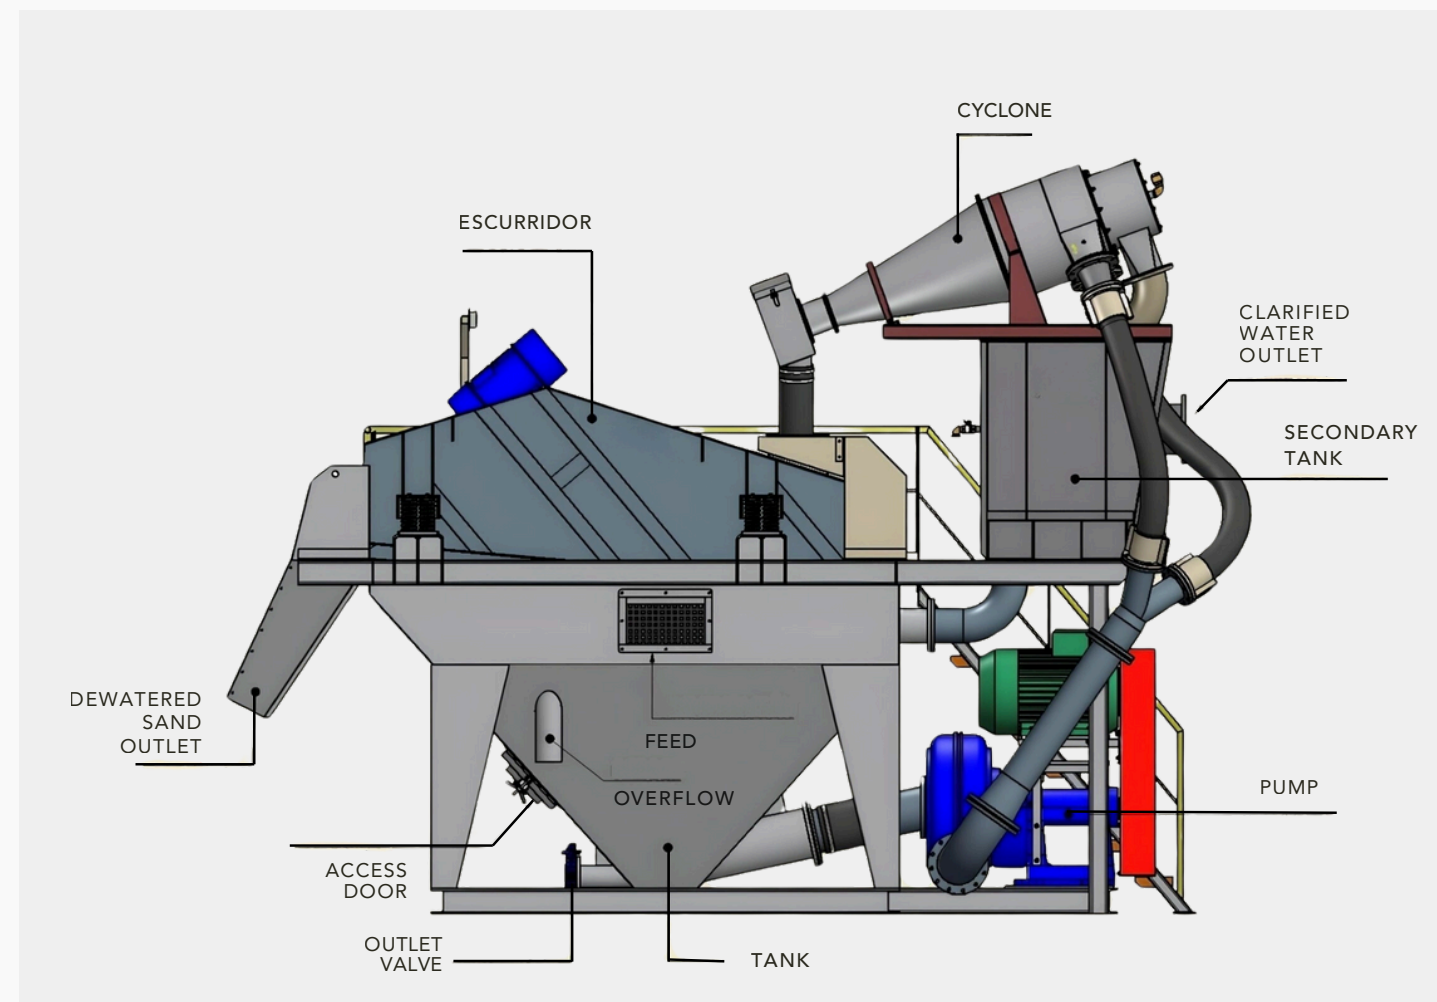 CYCLONE
ESCURRIDOR
CLARIFIED
WATER
OUTLET
SECONDARY
TANK
DEWATERED
SAND
OUTLET
FEED
OVERFLOW
PUMP
ACCESS
DOOR
OUTLET
VALVE
TANK